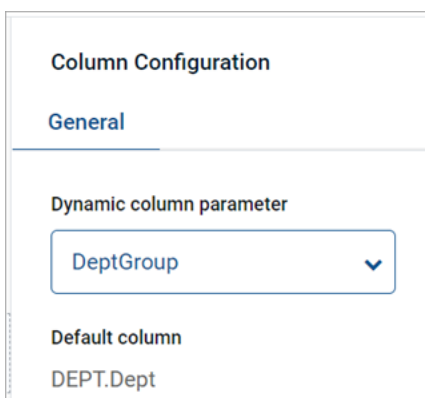 Column Configuration
General
Dynamic column parameter
DeptGroup
Default column
DEPT.Dept